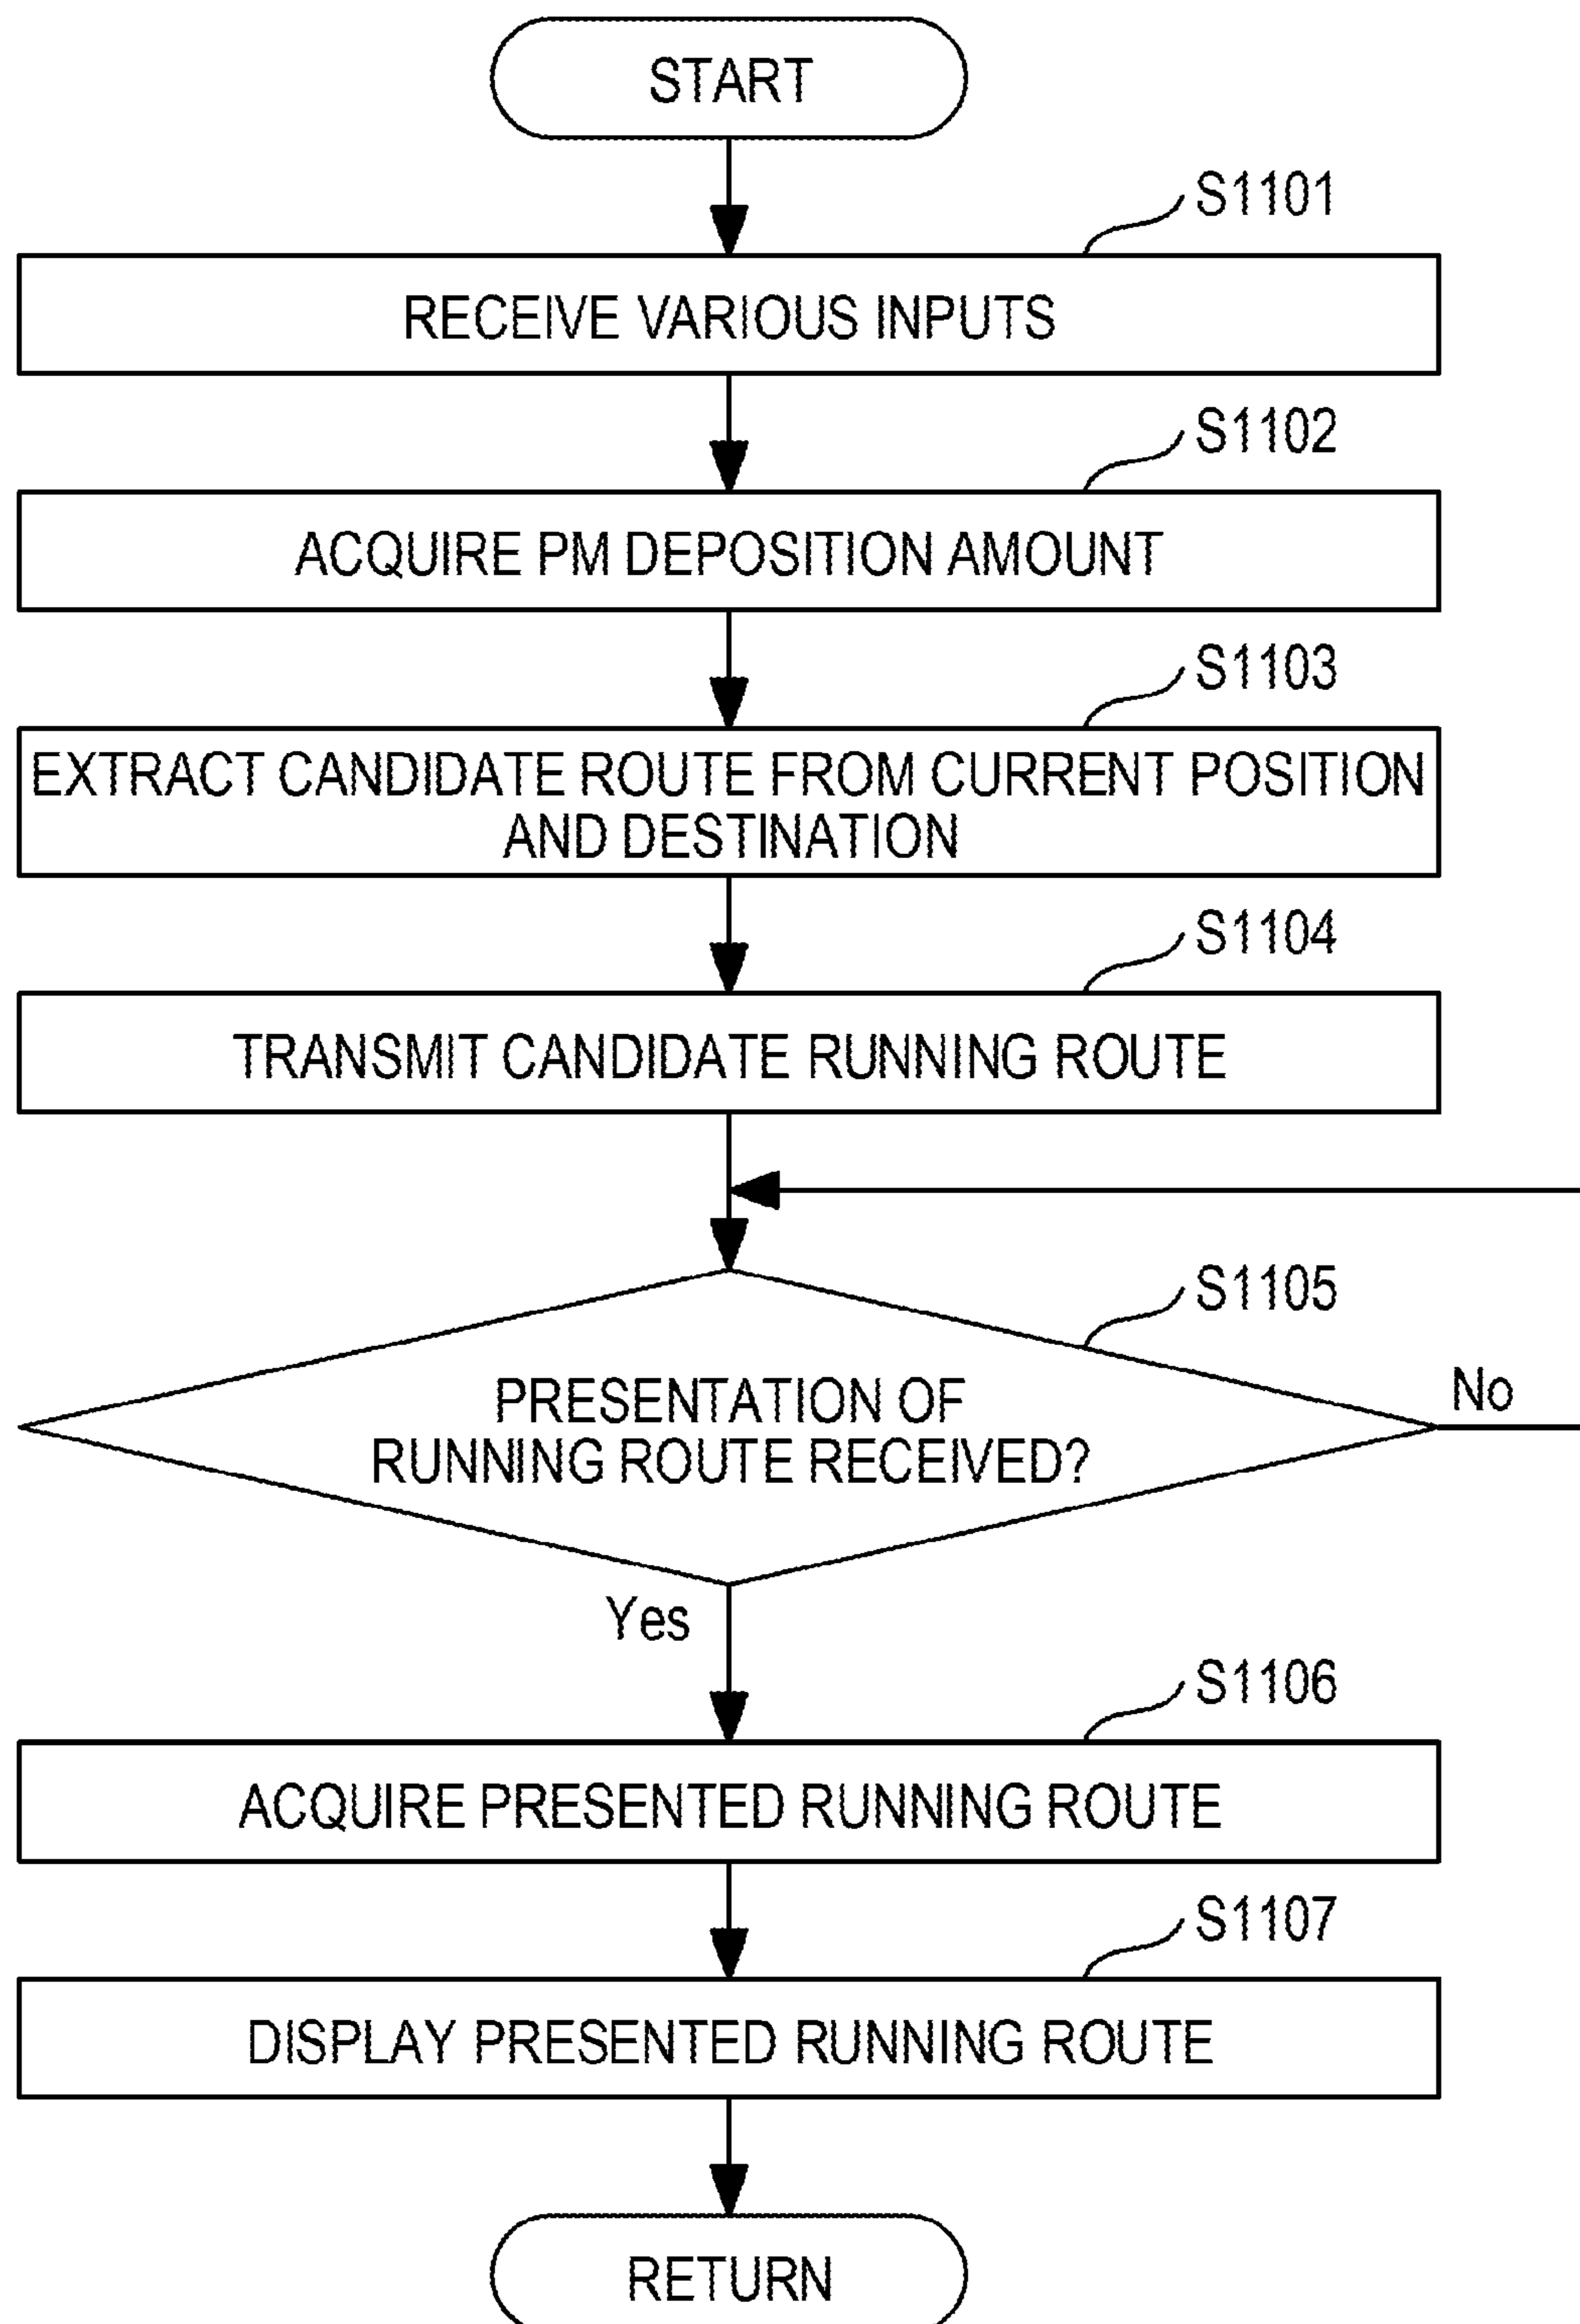 START
S1101
RECEIVE VARIOUS INPUTS
S1102
ACQUIRE PM DEPOSITION AMOUNT
S1103
EXTRACT CANDIDATE ROUTE FROM CURRENT POSITION
AND DESTINATION
S1104
TRANSMIT CANDIDATE RUNNING ROUTE
S1105
PRESENTATION OF
RUNNING ROUTE RECEIVED?
No
Yes
S1106
ACQUIRE PRESENTED RUNNING ROUTE
S1107
DISPLAY PRESENTED RUNNING ROUTE
RETURN